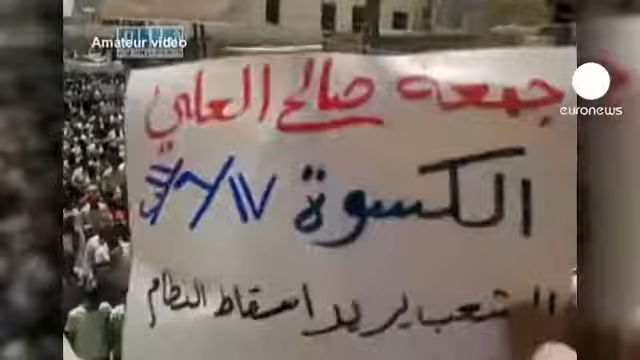 Amateur video
euronews
جمعة صالح العلي
الكسوة ١٧/٦
الشعب يريد اسقاط النظام